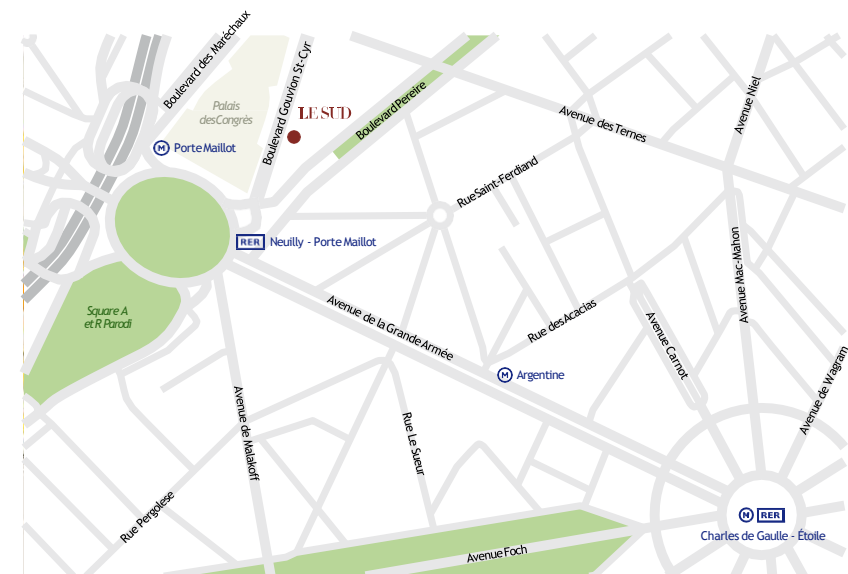 Boulevard des Maréchaux
Palais
des Congrès
Boulevard Gouvion St-Cyr
LE SUD
Boulevard Pereire
Avenue des Ternes
Avenue Niel
M
Porte Maillot
Rue Saint-Ferdiand
RER
Neuilly - Porte Maillot
Avenue Mac-Mahon
Square A
et R Parodi
Avenue de la Grande Armée
Rue des Acacias
Avenue Carnot
M
Argentine
Avenue de Wagram
Avenue de Malakoff
Rue Le Sueur
Rue Pergolese
M
RER
Charles de Gaulle - Étoile
Avenue Foch